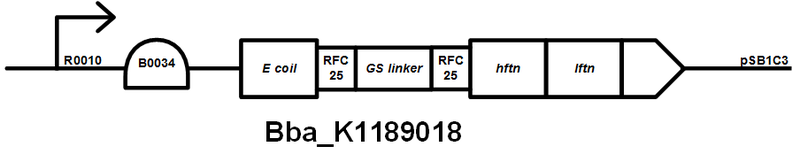 R0010 B0034 E coil RFC 25 GS linker RFC 25 hftn lftn pSB1C3
Bba_K1189018